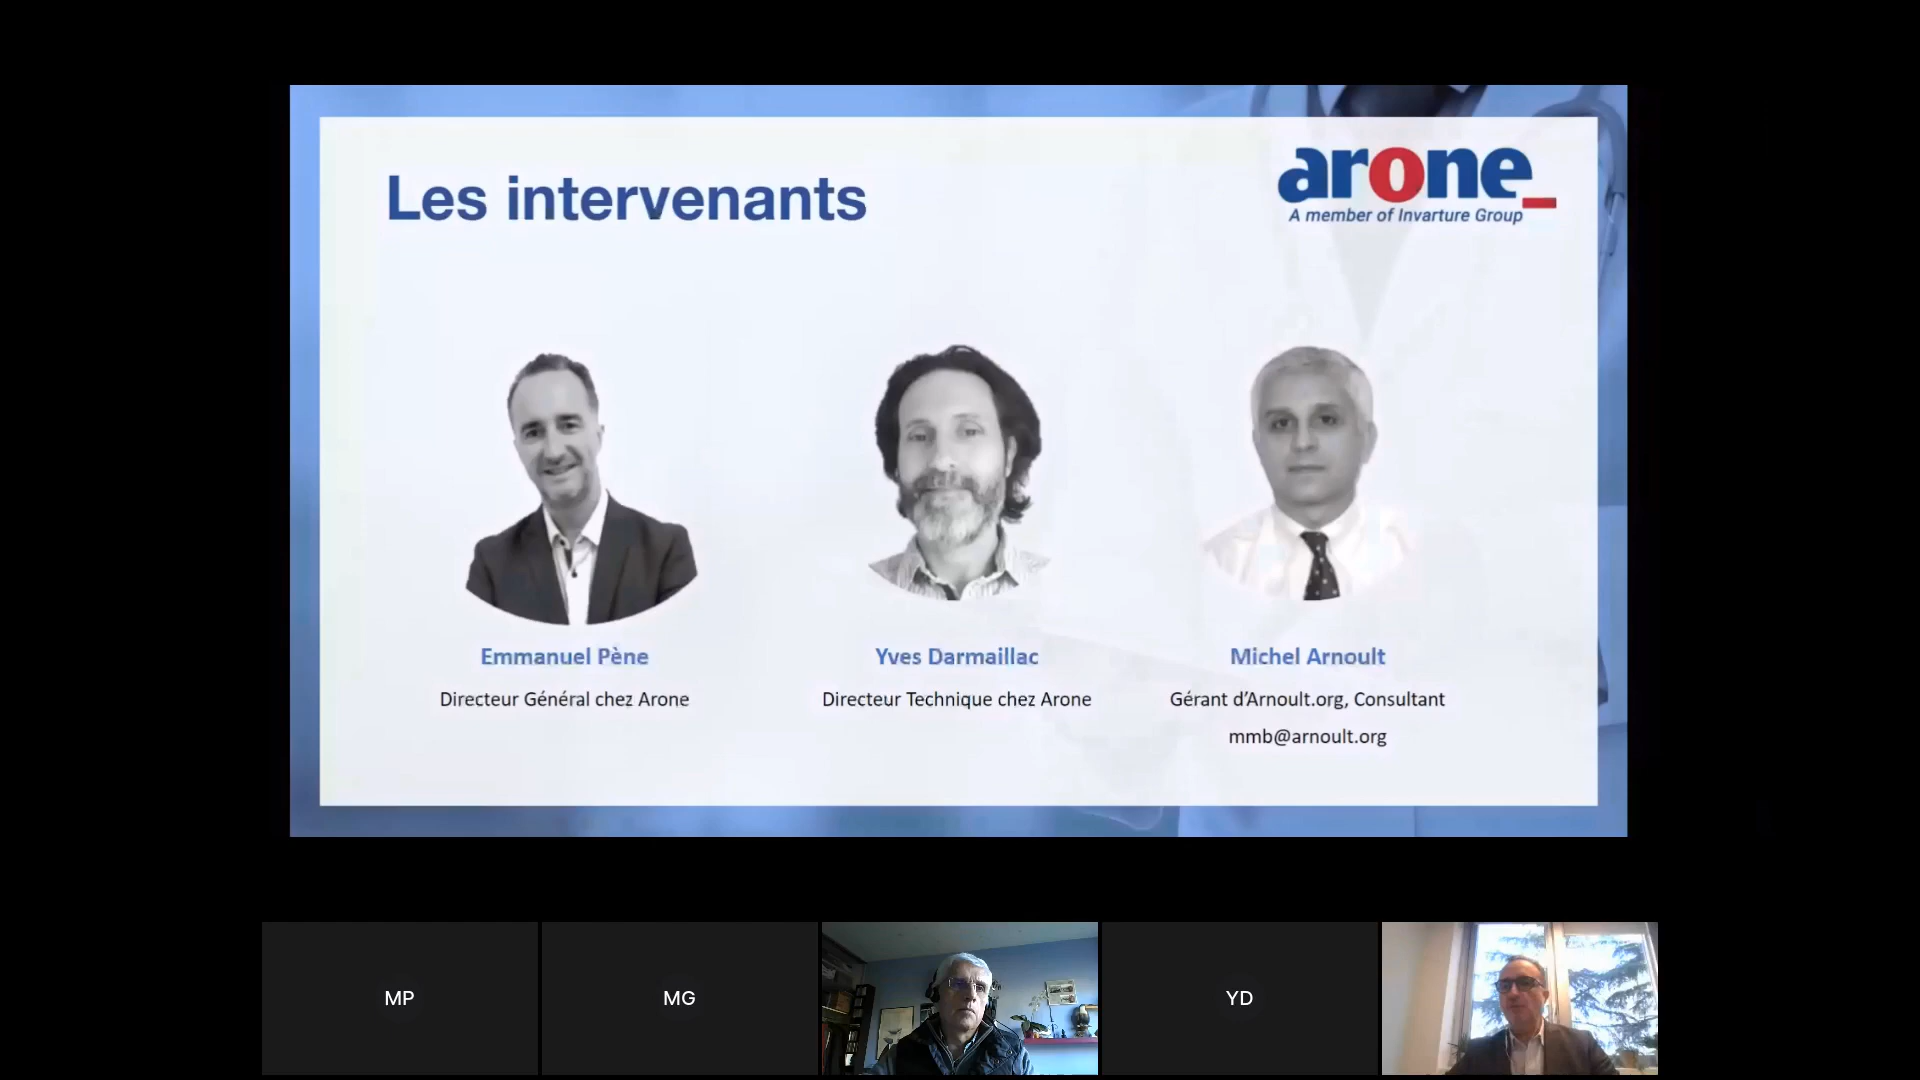 Les intervenants
arone_
A member of Invarture Group
Emmanuel Pène
Directeur Général chez Arone
Yves Darmaillac
Directeur Technique chez Arone
Michel Arnoult
Gérant d’Arnoult.org, Consultant
mmb@arnoult.org
MP
MG
YD